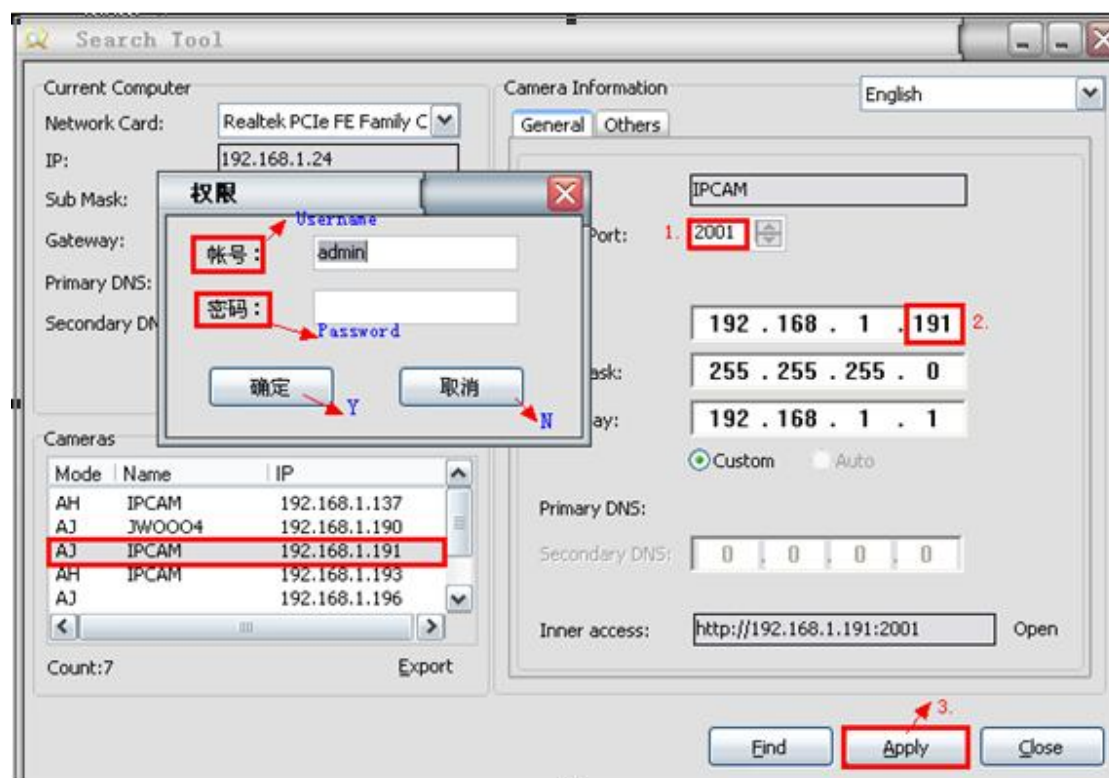 Search Tool
Current Computer
Network Card: Realtek PCIe FE Family C
IP: 192.168.1.24
Sub Mask:
Gateway:
Primary DNS:
Secondary DN
权限
Username
帐号： admin
密码：
Password
确定 取消
Y N
Cameras
Mode Name IP
AH IPCAM 192.168.1.137
AJ JWOOO4 192.168.1.190
AJ IPCAM 192.168.1.191
AH IPCAM 192.168.1.193
AJ 192.168.1.196
Count:7 Export
Camera Information
English
General Others
IPCAM
Port: 1. 2001
192 . 168 . 1 . 191 2.
ask: 255 . 255 . 255 . 0
ay: 192 . 168 . 1 . 1
Custom Auto
Primary DNS:
Secondary DNS: 0 . 0 . 0 . 0
Inner access: http://192.168.1.191:2001 Open
3.
Find Apply Close